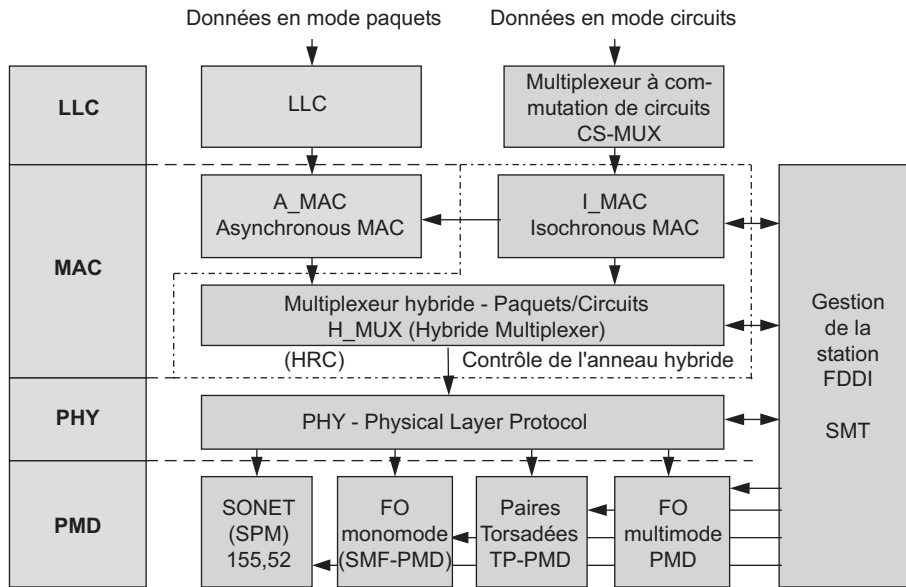 Données en mode paquets
Données en mode circuits
LLC
LLC
Multiplexeur à com-
mutation de circuits
CS-MUX
MAC
A_MAC
Asynchronous MAC
I_MAC
Isochronous MAC
Multiplexeur hybride - Paquets/Circuits
H_MUX (Hybride Multiplexer)
(HRC)
Contrôle de l'anneau hybride
Gestion
de la
station
FDDI
SMT
PHY
PHY - Physical Layer Protocol
PMD
SONET
(SPM)
155,52
FO
monomode
(SMF-PMD)
Paires
Torsadées
TP-PMD
FO
multimode
PMD